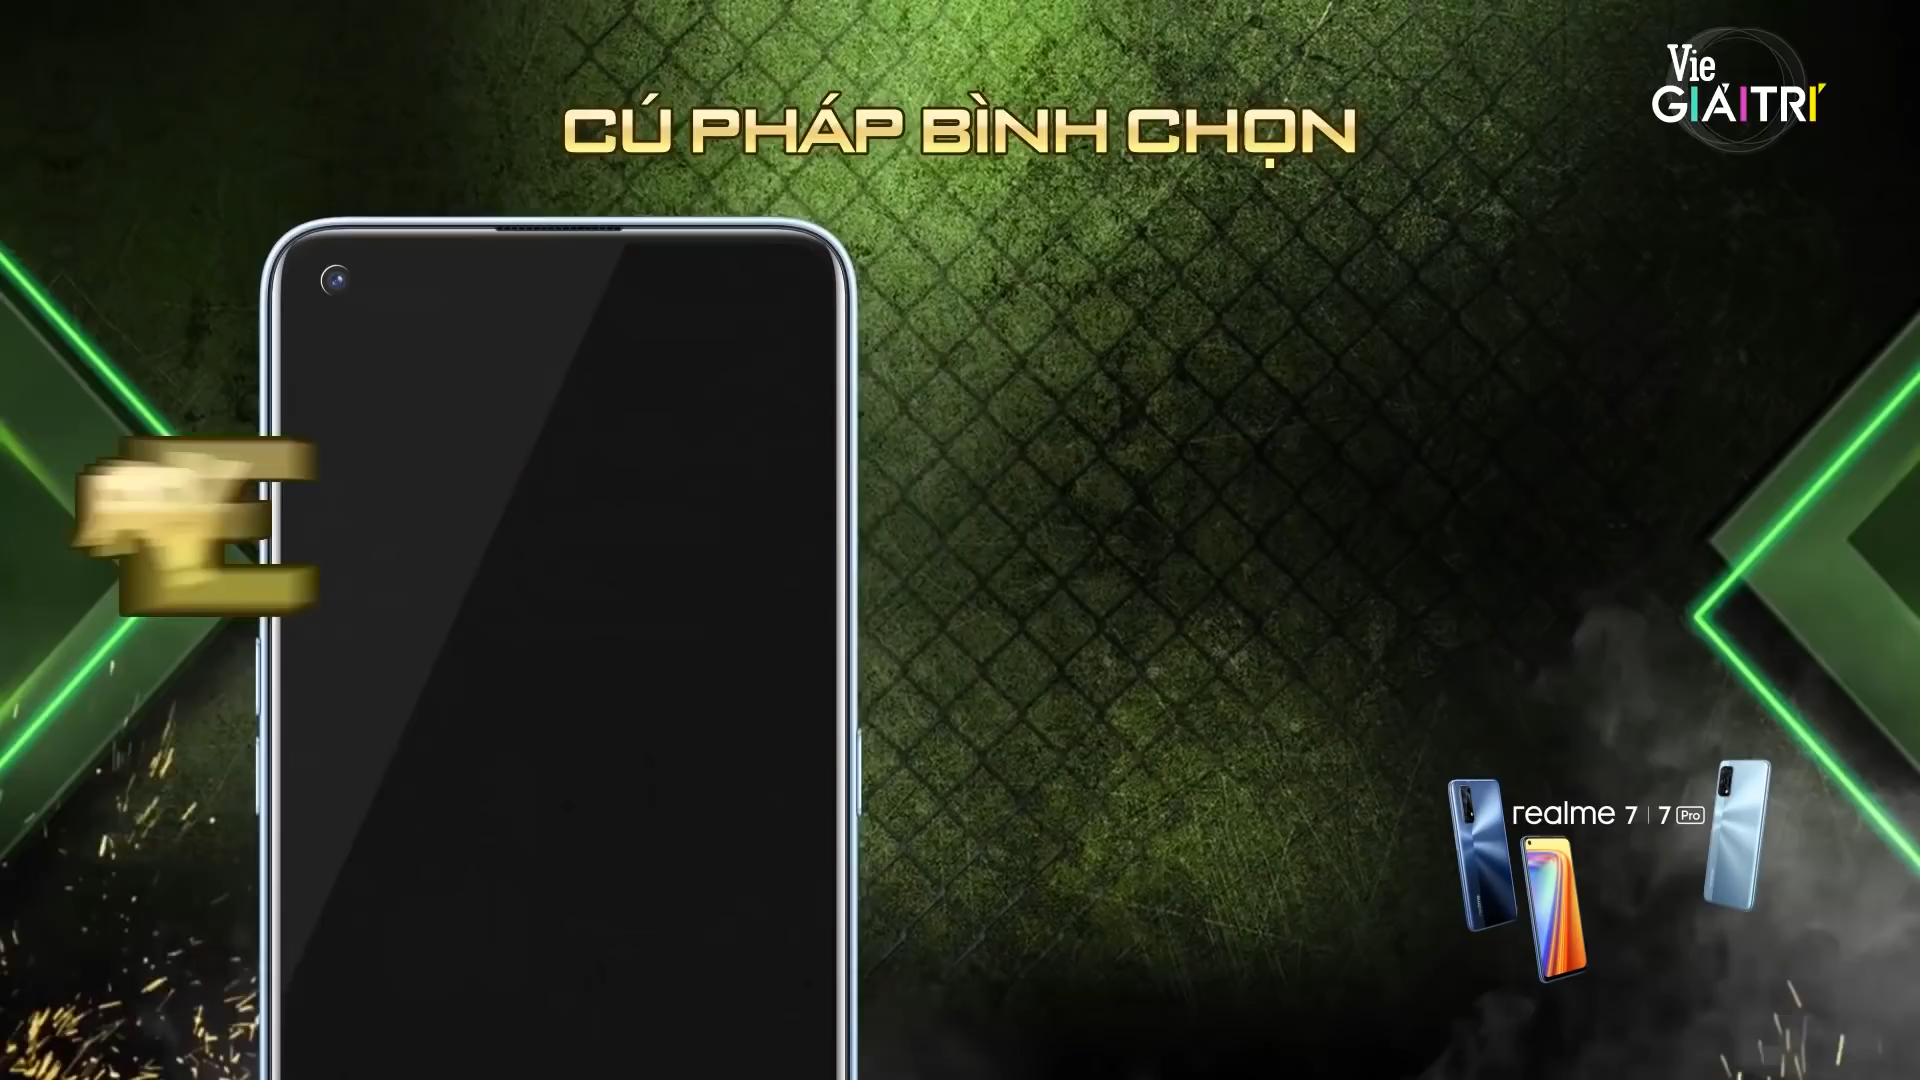 CÚ PHÁP BÌNH CHỌN
Vie
GIẢI TRÍ
realme 7 | 7 Pro